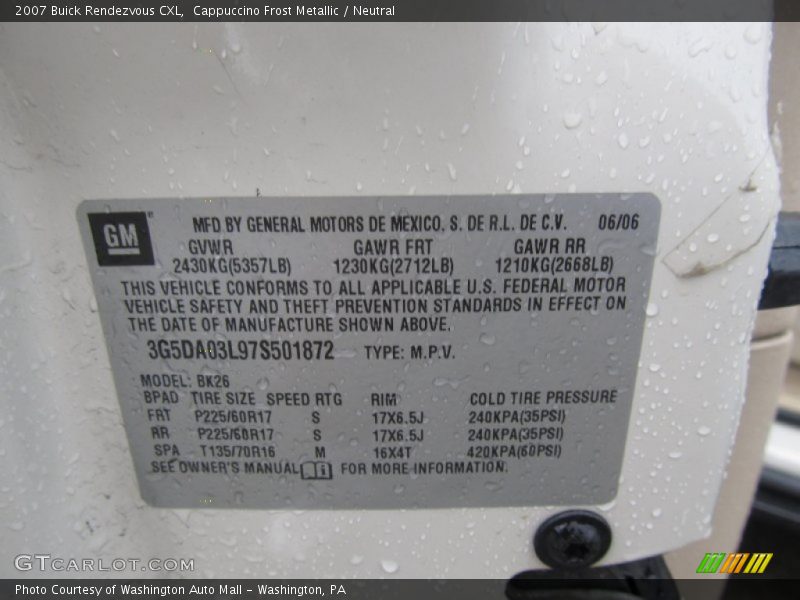 2007 Buick Rendezvous CXL, Cappuccino Frost Metallic / Neutral
GM
MFD BY GENERAL MOTORS DE MEXICO, S. DE R.L. DE C.V. 06/06
GVWR GAWR FRT GAWR RR
2430KG(5357LB) 1230KG(2712LB) 1210KG(2668LB)
THIS VEHICLE CONFORMS TO ALL APPLICABLE U.S. FEDERAL MOTOR
VEHICLE SAFETY AND THEFT PREVENTION STANDARDS IN EFFECT ON
THE DATE OF MANUFACTURE SHOWN ABOVE.
3G5DA03L97S501872 TYPE: M.P.V.
MODEL: BK26
BPAD TIRE SIZE SPEED RTG RIM COLD TIRE PRESSURE
FRT P225/60R17 S 17X6.5J 240KPA(35PSI)
RR P225/60R17 S 17X6.5J 240KPA(35PSI)
SPA T135/70R16 M 16X4T 420KPA(60PSI)
SEE OWNER'S MANUAL FOR MORE INFORMATION.
GTCARLOT.COM
Photo Courtesy of Washington Auto Mall - Washington, PA